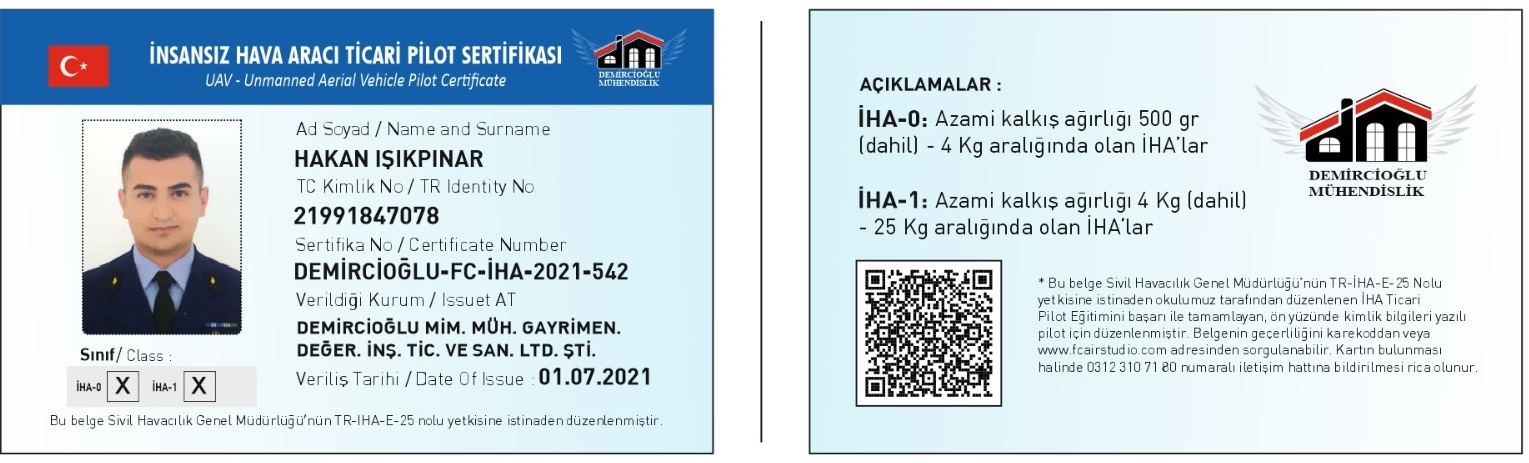 İNSANSIZ HAVA ARACI TİCARİ PİLOT SERTİFİKASI
UAV - Unmanned Aerial Vehicle Pilot Certificate
DEMİRCİOĞLU
MÜHENDİSLİK
Ad Soyad / Name and Surname
HAKAN IŞIKPINAR
TC Kimlik No / TR Identity No
21991847078
Sertifika No / Certificate Number
DEMİRCİOĞLU-FC-İHA-2021-542
Verildiği Kurum / Issuet AT
DEMİRCİOĞLU MİM. MÜH. GAYRİMEN.
DEĞER. İNŞ. TİC. VE SAN. LTD. ŞTİ.
Veriliş Tarihi / Date Of Issue : 01.07.2021
Sınıf/ Class :
İHA-0 X İHA-1 X
Bu belge Sivil Havacılık Genel Müdürlüğü'nün TR-IHA-E-25 nolu yetkisine istinaden düzenlenmiştir.
AÇIKLAMALAR :
İHA-0: Azami kalkış ağırlığı 500 gr
(dahil) - 4 Kg aralığında olan İHA'lar
İHA-1: Azami kalkış ağırlığı 4 Kg (dahil)
- 25 Kg aralığında olan İHA'lar
dm
DEMİRCİOĞLU
MÜHENDİSLİK
* Bu belge Sivil Havacılık Genel Müdürlüğü'nün TR-İHA-E-25 Nolu
yetkisine istinaden okulumuz tarafından düzenlenen İHA Ticari
Pilot Eğitimini başarı ile tamamlayan, ön yüzünde kimlik bilgileri yazılı
pilot için düzenlenmiştir. Belgenin geçerliliğini karekoddan veya
www.fcairstudio.com adresinden sorgulanabilir. Kartın bulunması
halinde 0312 310 71 80 numaralı iletişim hattına bildirilmesi rica olunur.